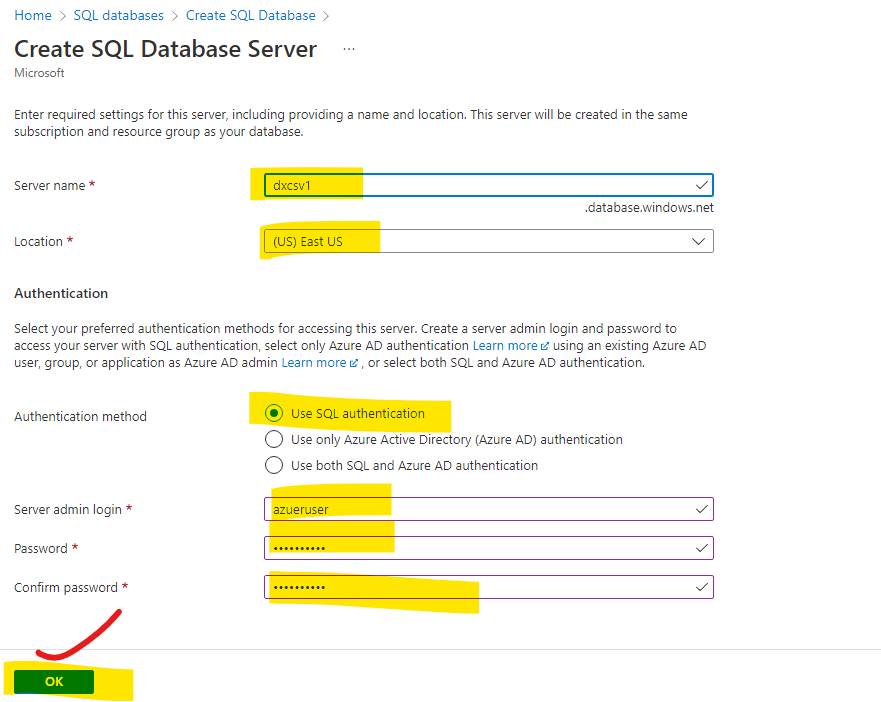 Home > SQL databases > Create SQL Database >
Create SQL Database Server ...
Microsoft
Enter required settings for this server, including providing a name and location. This server will be created in the same
subscription and resource group as your database.
Server name *
dxcsv1
.database.windows.net
Location *
(US) East US
Authentication
Select your preferred authentication methods for accessing this server. Create a server admin login and password to
access your server with SQL authentication, select only Azure AD authentication Learn more using an existing Azure AD
user, group, or application as Azure AD admin Learn more , or select both SQL and Azure AD authentication.
Authentication method
Use SQL authentication
Use only Azure Active Directory (Azure AD) authentication
Use both SQL and Azure AD authentication
Server admin login *
azueruser
Password *
••••••••••
Confirm password *
••••••••••
OK